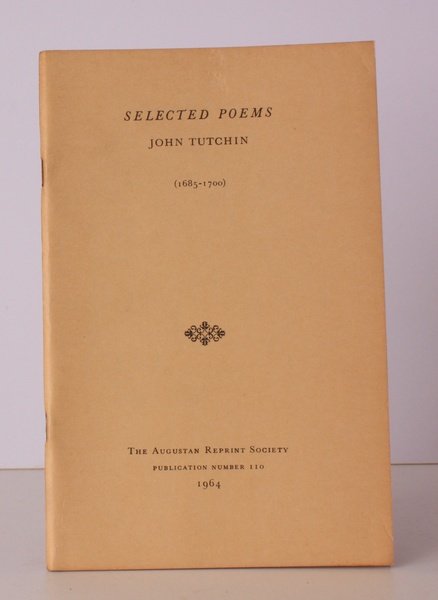 SELECTED POEMS
JOHN TUTCHIN
(1685-1700)
THE AUGUSTAN REPRINT SOCIETY
PUBLICATION NUMBER 110
1964